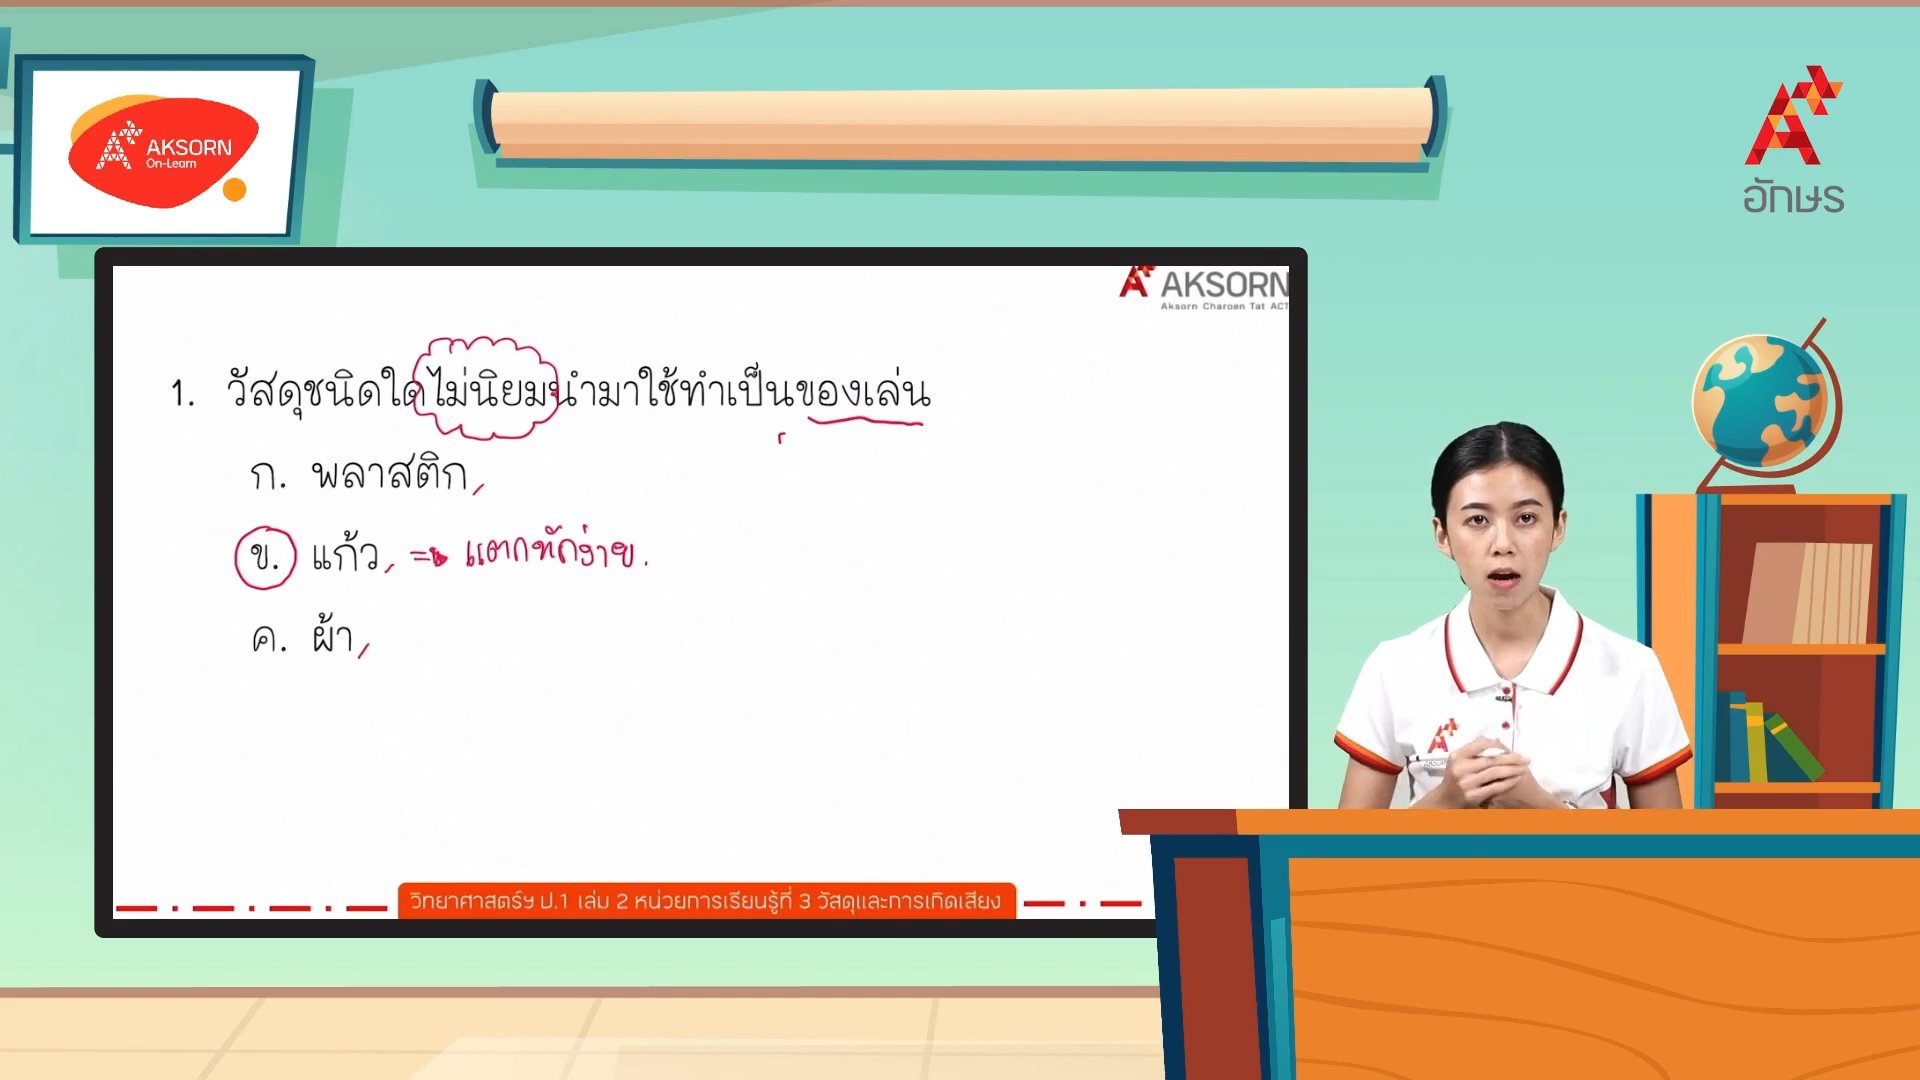 AKSORN
On-Learn
อักษร
AKSORN
Aksorn Charoen Tat ACT
1. วัสดุชนิดใดไม่นิยมนำมาใช้ทำเป็นของเล่น
ก. พลาสติก
ข. แก้ว => แตกหักง่าย.
ค. ผ้า
วิทยาศาสตร์ฯ ป.1 เล่ม 2 หน่วยการเรียนรู้ที่ 3 วัสดุและการเกิดเสียง